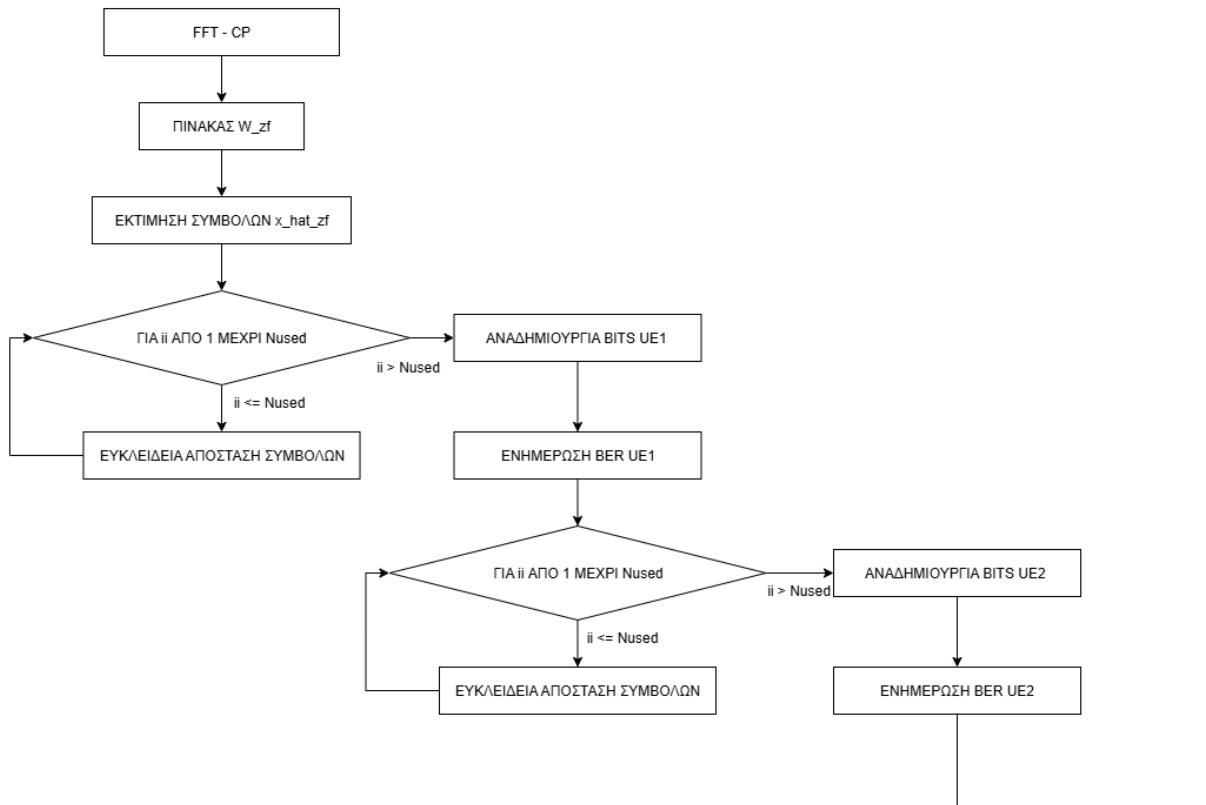 FFT - CP
ΠΙΝΑΚΑΣ W_zf
ΕΚΤΙΜΗΣΗ ΣΥΜΒΟΛΩΝ x_hat_zf
ΓΙΑ ii ΑΠΟ 1 ΜΕΧΡΙ Nused
ii > Nused
ii <= Nused
ΕΥΚΛΕΙΔΕΙΑ ΑΠΟΣΤΑΣΗ ΣΥΜΒΟΛΩΝ
ΑΝΑΔΗΜΙΟΥΡΓΙΑ BITS UE1
ΕΝΗΜΕΡΩΣΗ BER UE1
ΓΙΑ ii ΑΠΟ 1 ΜΕΧΡΙ Nused
ii > Nused
ii <= Nused
ΕΥΚΛΕΙΔΕΙΑ ΑΠΟΣΤΑΣΗ ΣΥΜΒΟΛΩΝ
ΑΝΑΔΗΜΙΟΥΡΓΙΑ BITS UE2
ΕΝΗΜΕΡΩΣΗ BER UE2